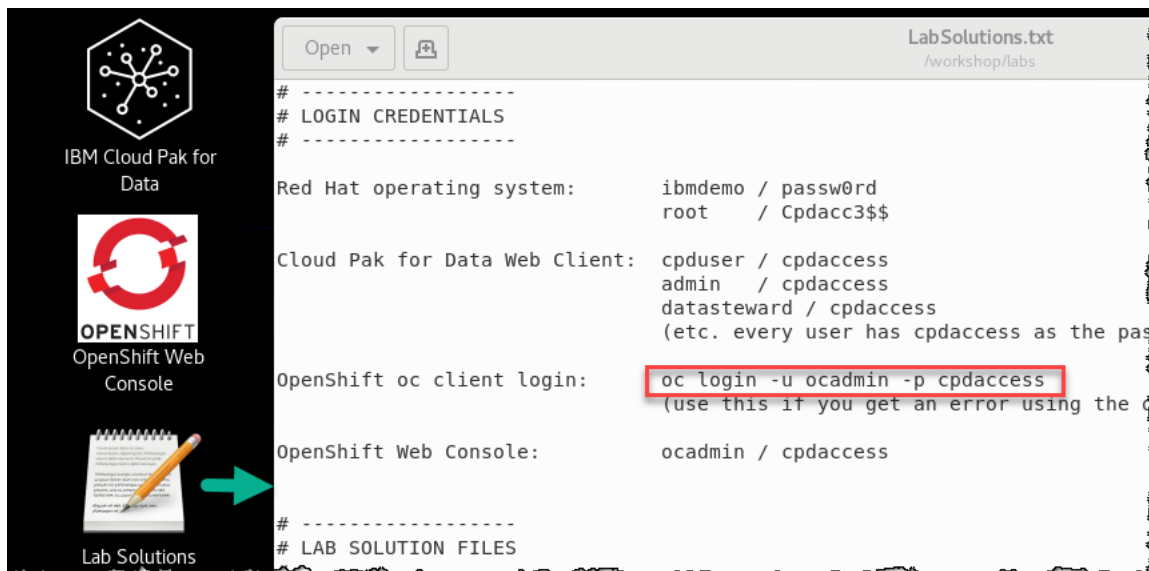 IBM Cloud Pak for
Data
OPENSHIFT
OpenShift Web
Console
Lab Solutions
Open
LabSolutions.txt
/workshop/labs
# ------------------
# LOGIN CREDENTIALS
# ------------------
Red Hat operating system: ibmdemo / passw0rd
root / Cpdacc3$$
Cloud Pak for Data Web Client: cpduser / cpdaccess
admin / cpdaccess
datasteward / cpdaccess
(etc. every user has cpdaccess as the pas
OpenShift oc client login: oc login -u ocadmin -p cpdaccess
(use this if you get an error using the
OpenShift Web Console: ocadmin / cpdaccess
# ------------------
# LAB SOLUTION FILES